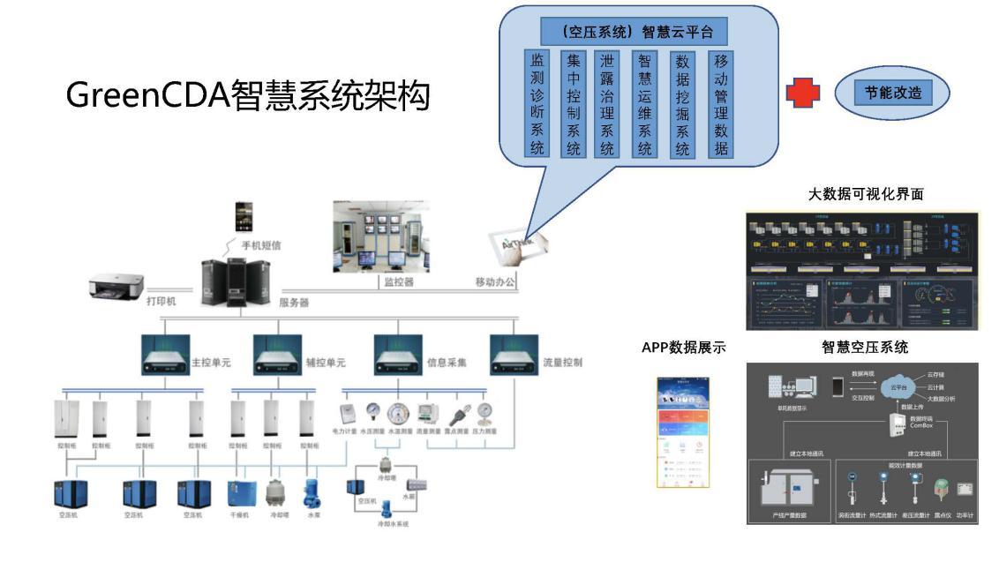 （空压系统）智慧云平台
监测诊断系统
集中控制系统
泄露治理系统
智慧运维系统
数据挖掘系统
移动管理数据
节能改造
GreenCDA智慧系统架构
大数据可视化界面
手机短信
AirThink
打印机
服务器
监控器
移动办公
主控单元
辅控单元
信息采集
流量控制
APP数据展示
智慧空压系统
电力计量
水压测量
水温测量
流量测量
露点测量
压力测量
控制柜
控制柜
控制柜
控制柜
控制柜
控制柜
控制柜
空压机
空压机
空压机
干燥机
冷却塔
水泵
冷却塔
空压机
水箱
冷却水系统
数据再现
交互控制
云平台
云存储
云计算
大数据分析
单耗数据显示
数据上传
数据终端
ComBox
建立本地通讯
建立本地通讯
能效计量数据
产线产量数据
涡街流量计
热式流量计
差压流量计
露点仪
功率计